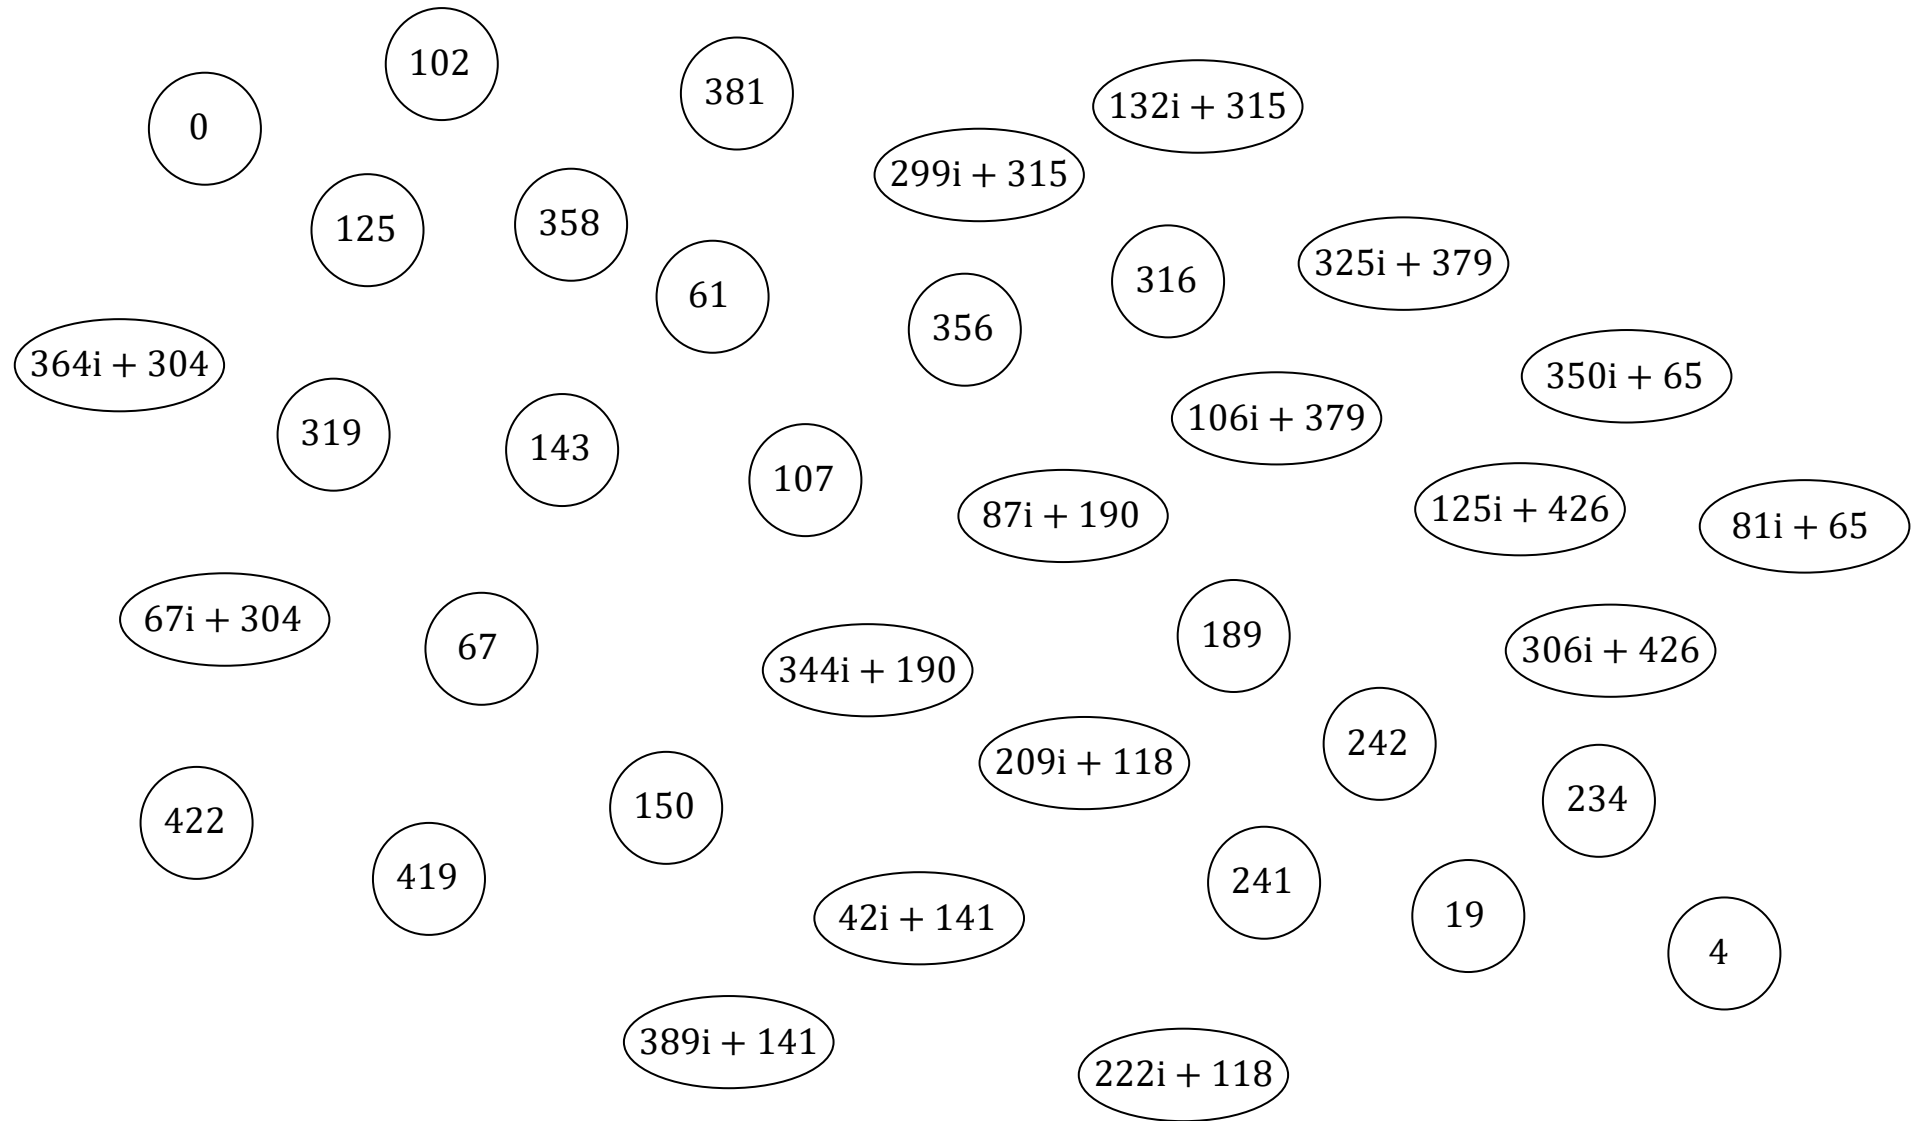 102
381
132i + 315
0
299i + 315
125
358
325i + 379
61
316
356
364i + 304
350i + 65
106i + 379
319
143
107
125i + 426
87i + 190
81i + 65
67i + 304
67
189
306i + 426
344i + 190
242
209i + 118
234
422
150
419
241
42i + 141
19
4
389i + 141
222i + 118